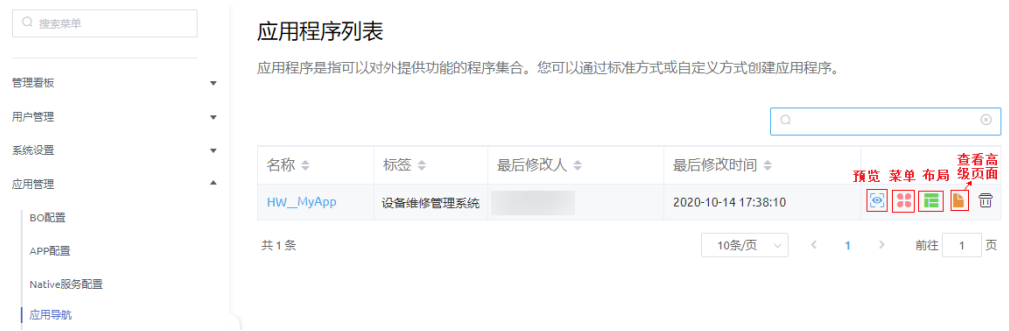 搜索菜单
管理看板
用户管理
系统设置
应用管理
BO配置
APP配置
Native服务配置
应用导航
应用程序列表
应用程序是指可以对外提供功能的程序集合。您可以通过标准方式或自定义方式创建应用程序。
名称 标签 最后修改人 最后修改时间
预览 菜单 布局 查看高
级页面
HW__MyApp 设备维修管理系统 2020-10-14 17:38:10
共1条 10条/页 < 1 > 前往 1 页